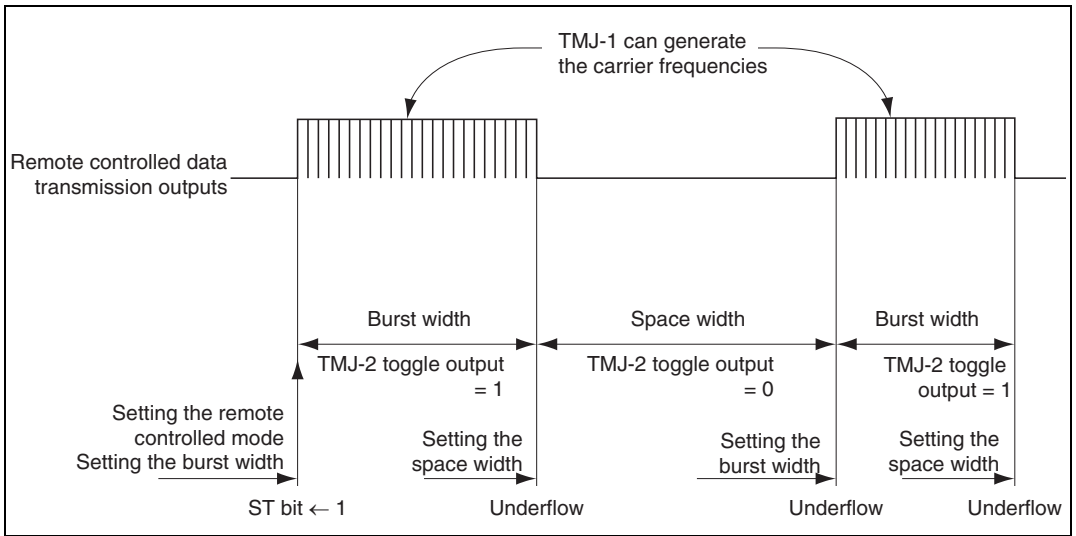 TMJ-1 can generate
the carrier frequencies
Remote controlled data
transmission outputs
Burst width
Space width
Burst width
TMJ-2 toggle output
= 1
TMJ-2 toggle output
= 0
TMJ-2 toggle
output = 1
Setting the remote
controlled mode
Setting the burst width
Setting the
space width
Setting the
burst width
Setting the
space width
ST bit ← 1
Underflow
Underflow
Underflow